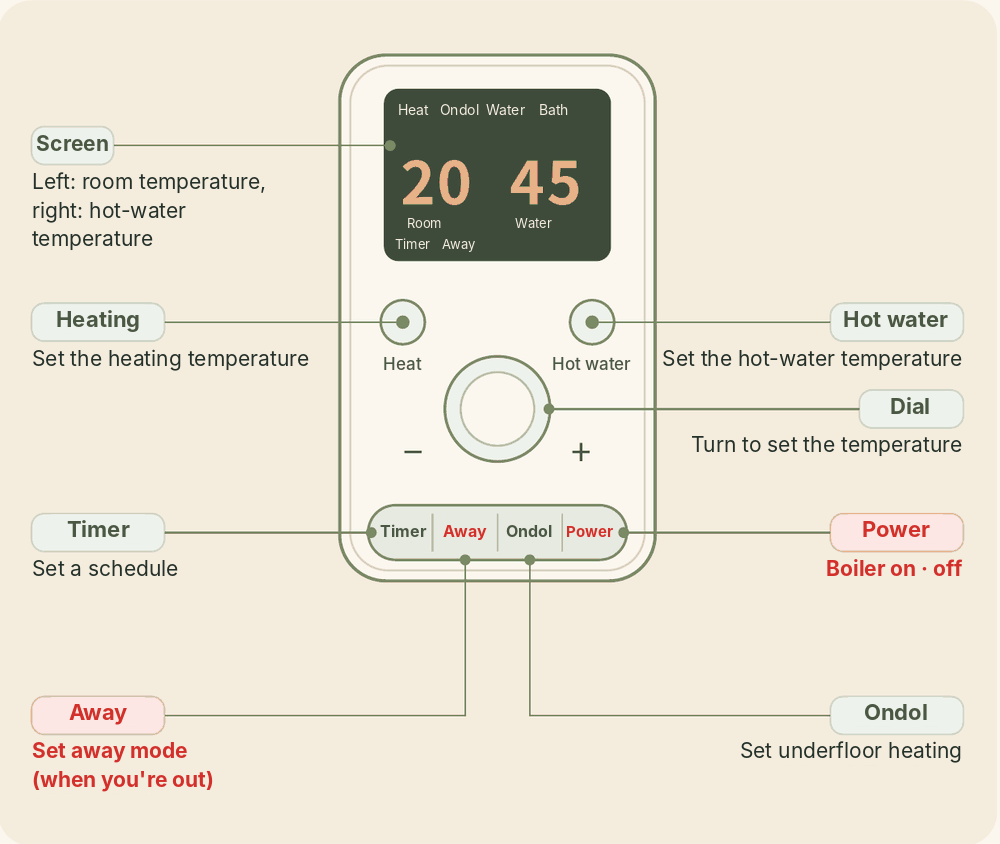 Heat Ondol Water Bath
Screen
20 45
Left: room temperature,
right: hot-water
temperature
Room Water
Timer Away
Heating
Set the heating temperature
Heat
Hot water
Hot water
Set the hot-water temperature
Dial
Turn to set the temperature
− +
Timer
Set a schedule
Timer Away Ondol Power
Power
Boiler on · off
Away
Set away mode
(when you're out)
Ondol
Set underfloor heating